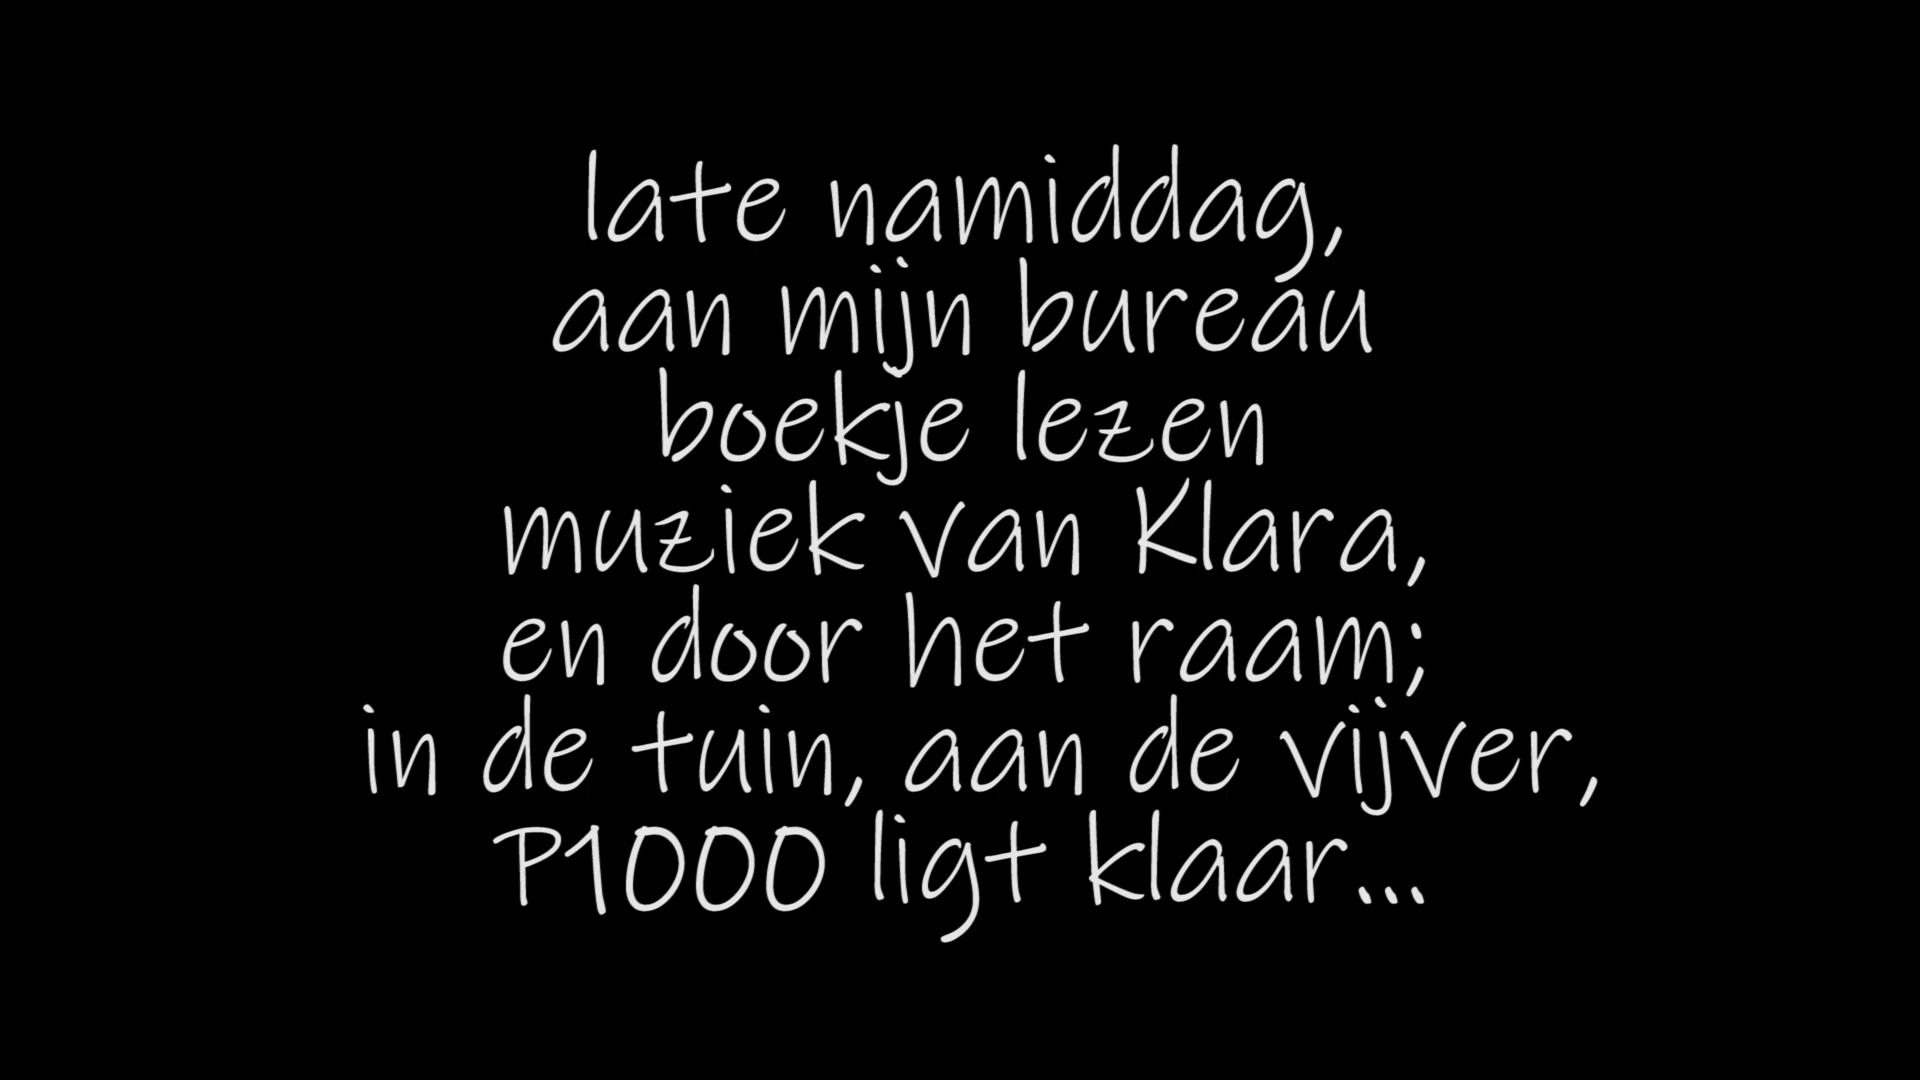 late namiddag,
aan mijn bureau
boekje lezen
muziek van Klara,
en door het raam;
in de tuin, aan de vijver,
P1000 ligt klaar...